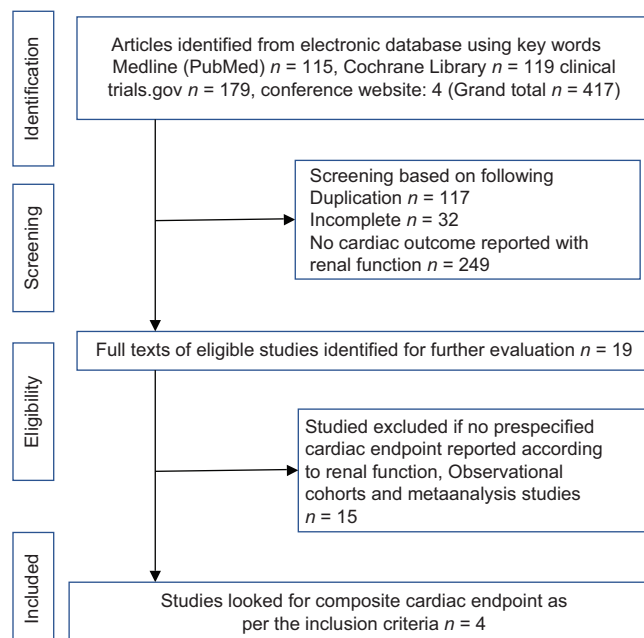 Identification
Articles identified from electronic database using key words
Medline (PubMed) n = 115, Cochrane Library n = 119 clinical
trials.gov n = 179, conference website: 4 (Grand total n = 417)
Screening
Screening based on following
Duplication n = 117
Incomplete n = 32
No cardiac outcome reported with
renal function n = 249
Eligibility
Full texts of eligible studies identified for further evaluation n = 19
Studied excluded if no prespecified
cardiac endpoint reported according
to renal function, Observational
cohorts and metaanalysis studies
n = 15
Included
Studies looked for composite cardiac endpoint as
per the inclusion criteria n = 4